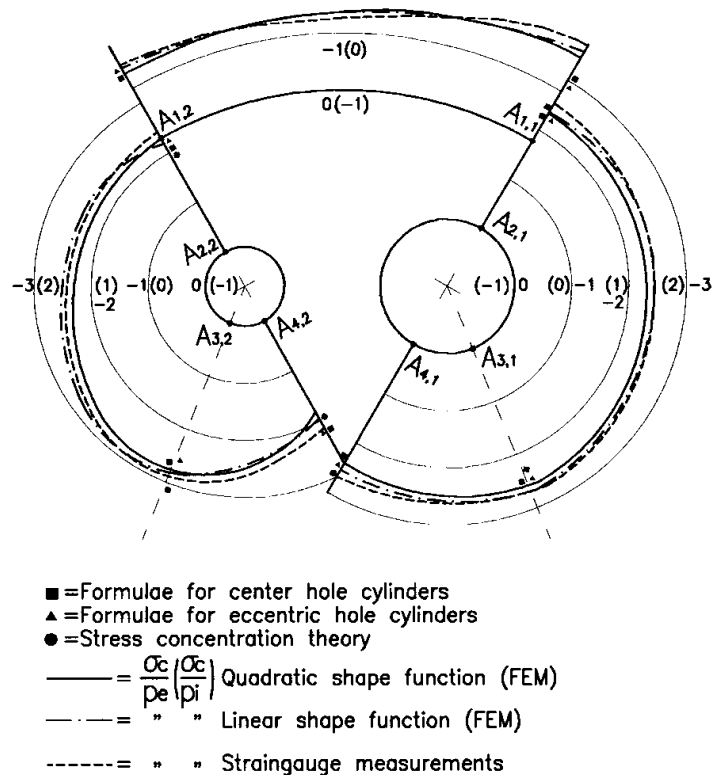 -1(0)
0(-1)
A1,2
A1,1
A2,2
A2,1
-3(2) (1) -1(0) 0(-1) (-1)0 (0)-1 (1) (2)-3
-2 -2
A3,2
A4,2
A4,1
A3,1
■=Formulae for center hole cylinders
▲=Formulae for eccentric hole cylinders
●=Stress concentration theory
= σc/pe (σc/pi) Quadratic shape function (FEM)
= " " Linear shape function (FEM)
= " " Straingauge measurements